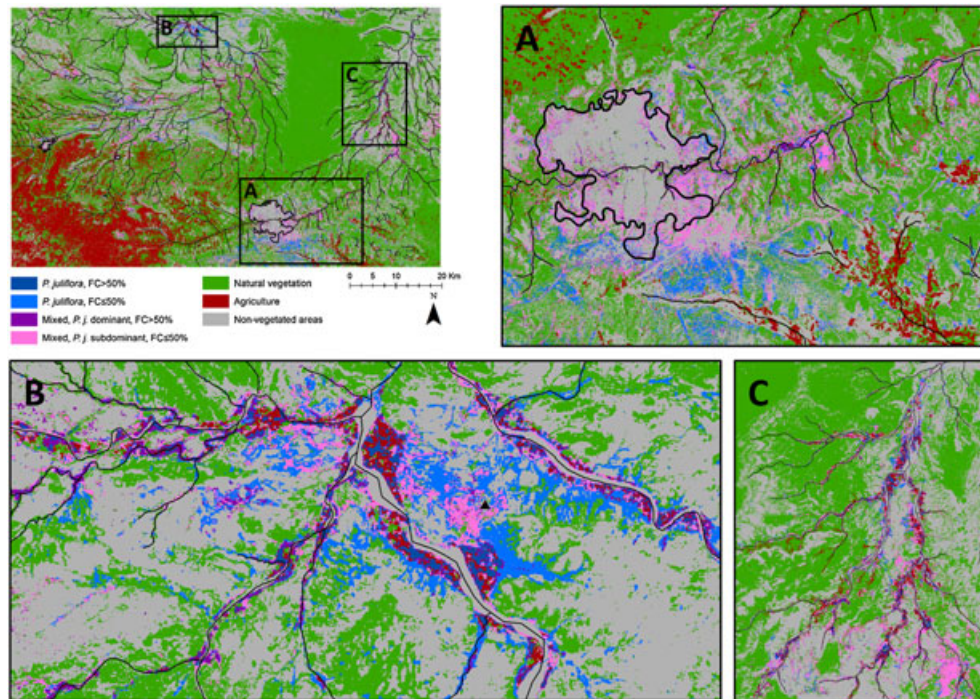 B
C
A
P. juliflora, FC>50%
P. juliflora, FC≤50%
Mixed, P. j. dominant, FC>50%
Mixed, P. j. subdominant, FC≤50%
Natural vegetation
Agriculture
Non-vegetated areas
0 5 10 20 Km
N
A
B
C